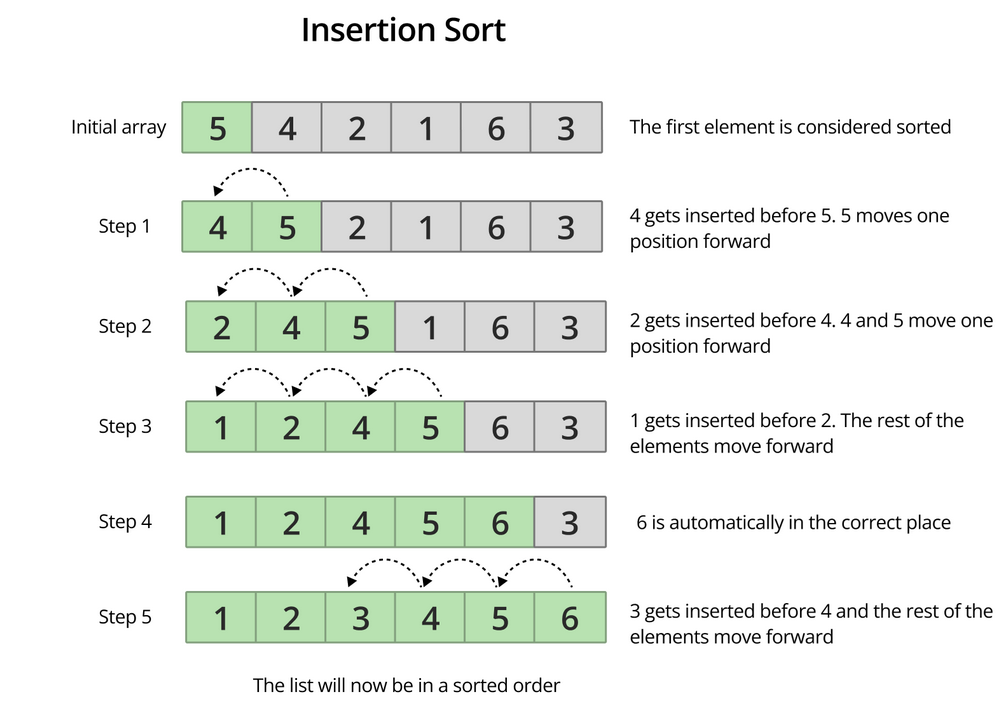 Insertion Sort
Initial array 5 4 2 1 6 3 The first element is considered sorted
Step 1 4 5 2 1 6 3 4 gets inserted before 5. 5 moves one
position forward
Step 2 2 4 5 1 6 3 2 gets inserted before 4. 4 and 5 move one
position forward
Step 3 1 2 4 5 6 3 1 gets inserted before 2. The rest of the
elements move forward
Step 4 1 2 4 5 6 3 6 is automatically in the correct place
Step 5 1 2 3 4 5 6 3 gets inserted before 4 and the rest of the
elements move forward
The list will now be in a sorted order